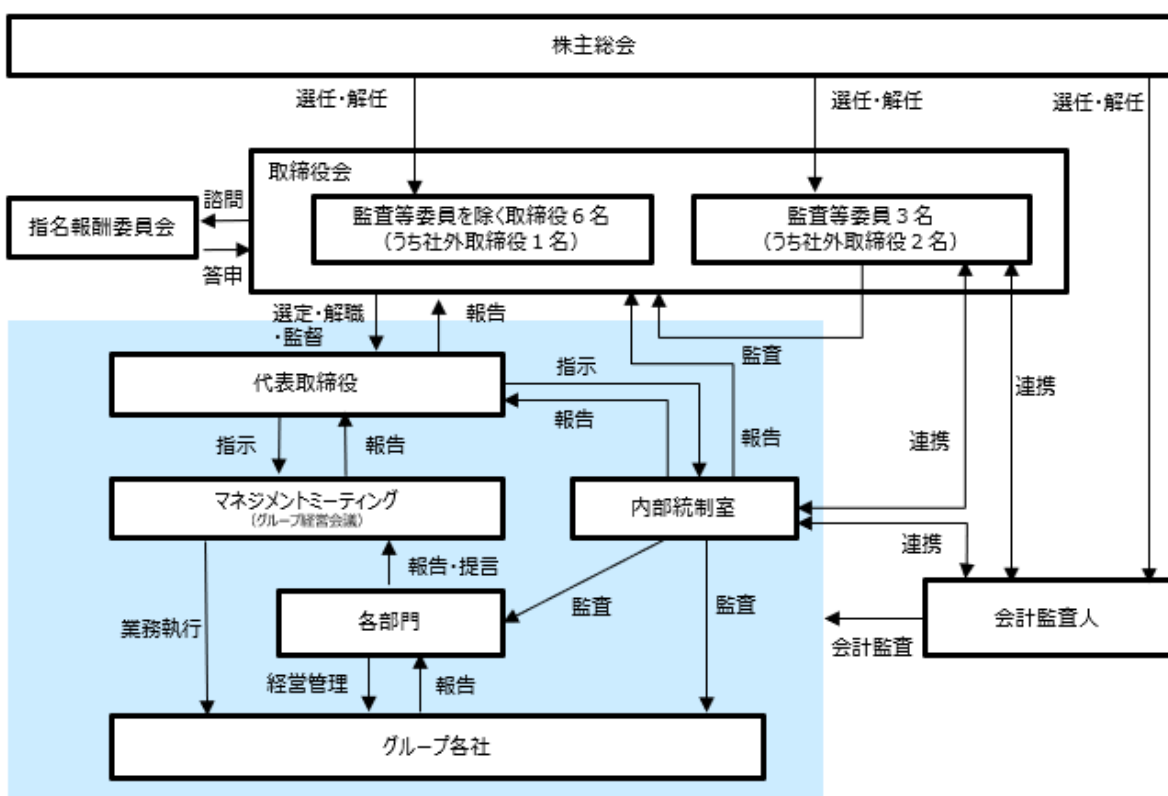 株主総会
選任・解任
選任・解任
選任・解任
取締役会
監査等委員を除く取締役6名
（うち社外取締役1名）
監査等委員3名
（うち社外取締役2名）
諮問
指名報酬委員会
答申
選定・解職
・監督
報告
監査
代表取締役
指示
報告
連携
指示
報告
報告
連携
マネジメントミーティング
（グループ経営会議）
内部統制室
連携
報告・提言
監査
監査
各部門
業務執行
会計監査人
会計監査
経営管理
報告
グループ各社